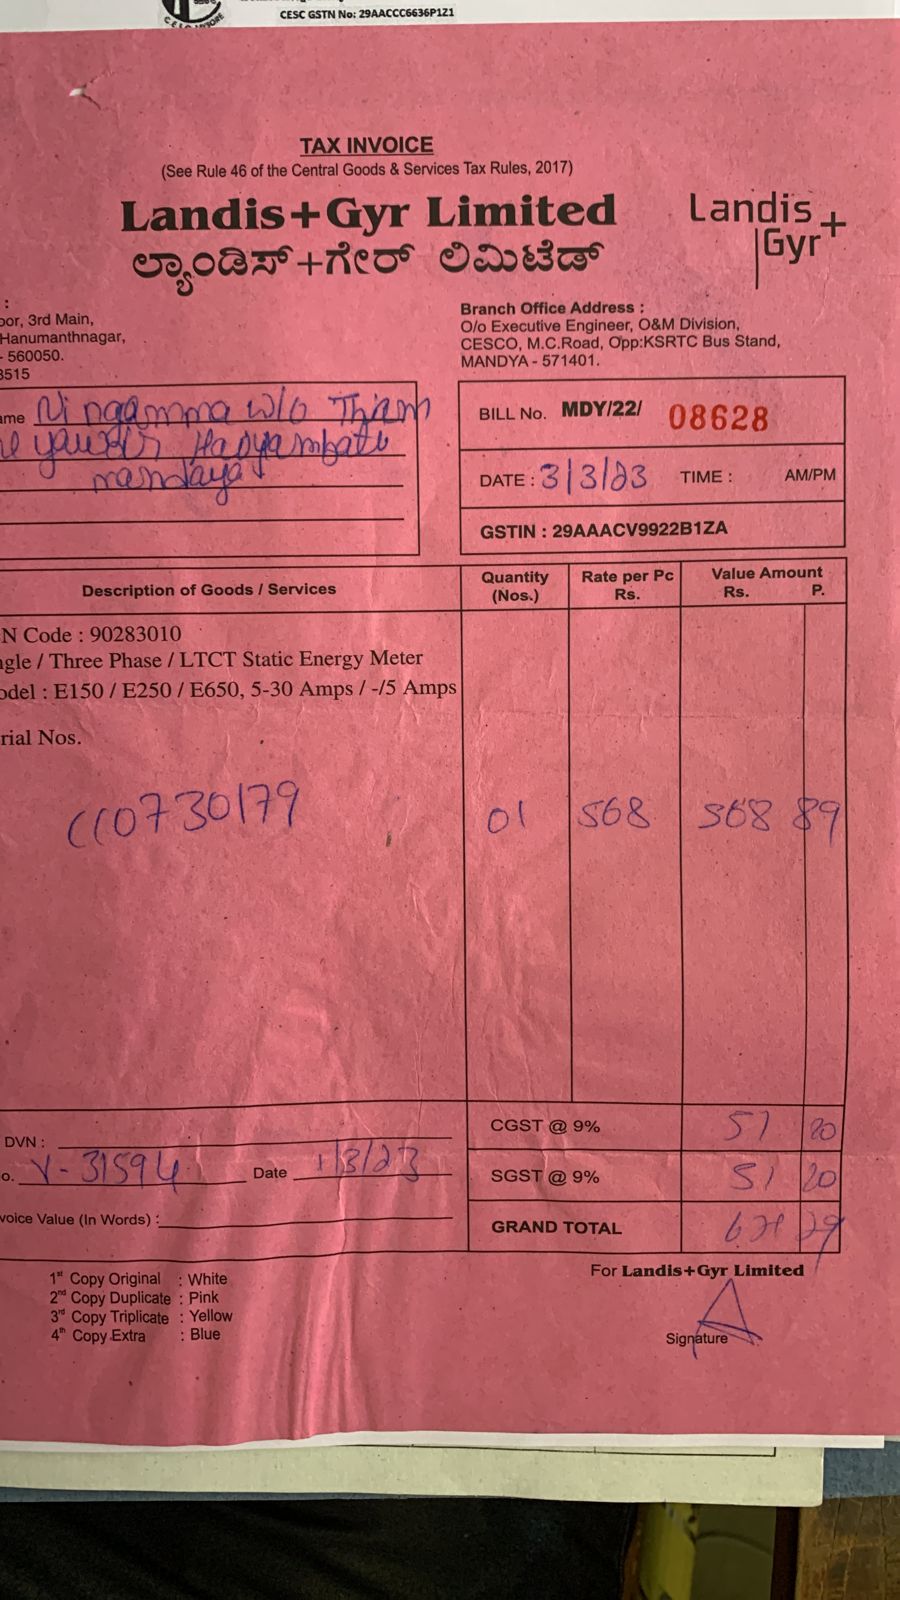 CESC GSTN No: 29AACCC6636P1Z1
TAX INVOICE
(See Rule 46 of the Central Goods & Services Tax Rules, 2017)
Landis+Gyr Limited
Landis+
Gyr
ಲ್ಯಾಂಡಿಸ್+ಗೇರ್ ಲಿಮಿಟೆಡ್
:
oor, 3rd Main,
Hanumanthnagar,
- 560050.
3515
Branch Office Address :
O/o Executive Engineer, O&M Division,
CESCO, M.C.Road, Opp:KSRTC Bus Stand,
MANDYA - 571401.
ame Ningamma w/o Tham
mandaya
BILL No. MDY/22/ 08628
DATE : 3/3/23 TIME : AM/PM
GSTIN : 29AAACV9922B1ZA
Description of Goods / Services Quantity (Nos.) Rate per Pc Rs. Value Amount Rs. P.
N Code : 90283010
ngle / Three Phase / LTCT Static Energy Meter
odel : E150 / E250 / E650, 5-30 Amps / -/5 Amps
rial Nos.
CC0730179 01 568 568 89
DVN :
o. V-31594 Date 1/3/23
voice Value (In Words) :
CGST @ 9% 51 20
SGST @ 9% 51 20
GRAND TOTAL 29
1st Copy Original : White
2nd Copy Duplicate : Pink
3rd Copy Triplicate : Yellow
4th Copy Extra : Blue
For Landis+Gyr Limited
Signature